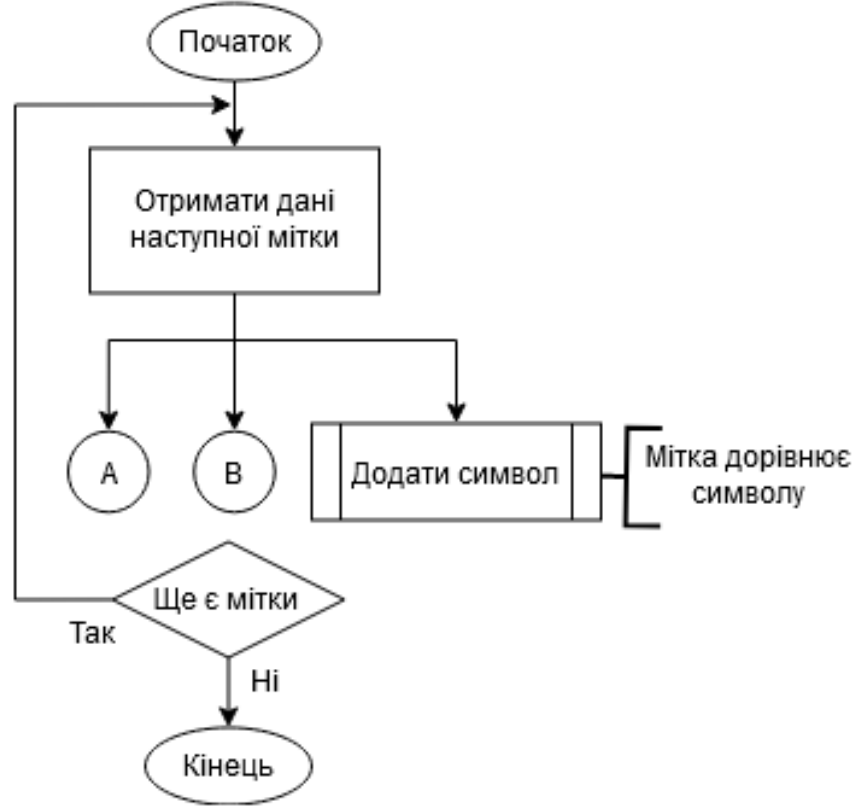 Початок
Отримати дані
наступної мітки
A
B
Додати символ
Мітка дорівнює
символу
Ще є мітки
Так
Ні
Кінець